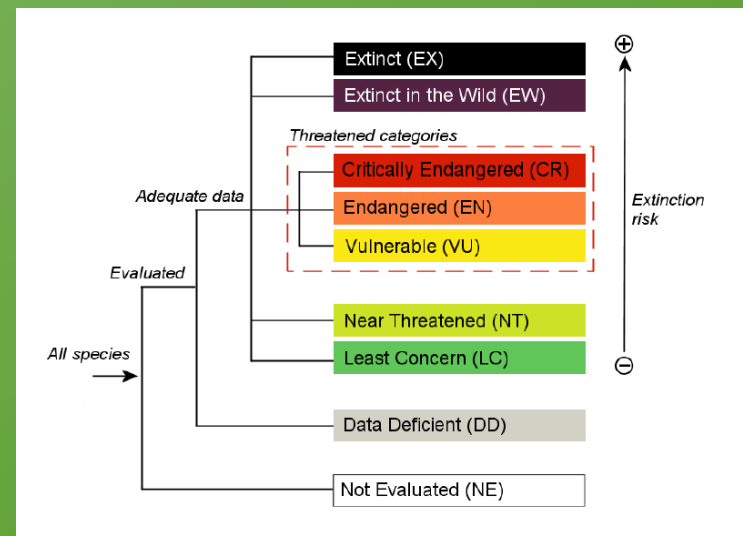 Extinct (EX)
Extinct in the Wild (EW)
Threatened categories
Critically Endangered (CR)
Adequate data
Endangered (EN)
Extinction
risk
Vulnerable (VU)
Evaluated
Near Threatened (NT)
All species
Least Concern (LC)
Data Deficient (DD)
Not Evaluated (NE)